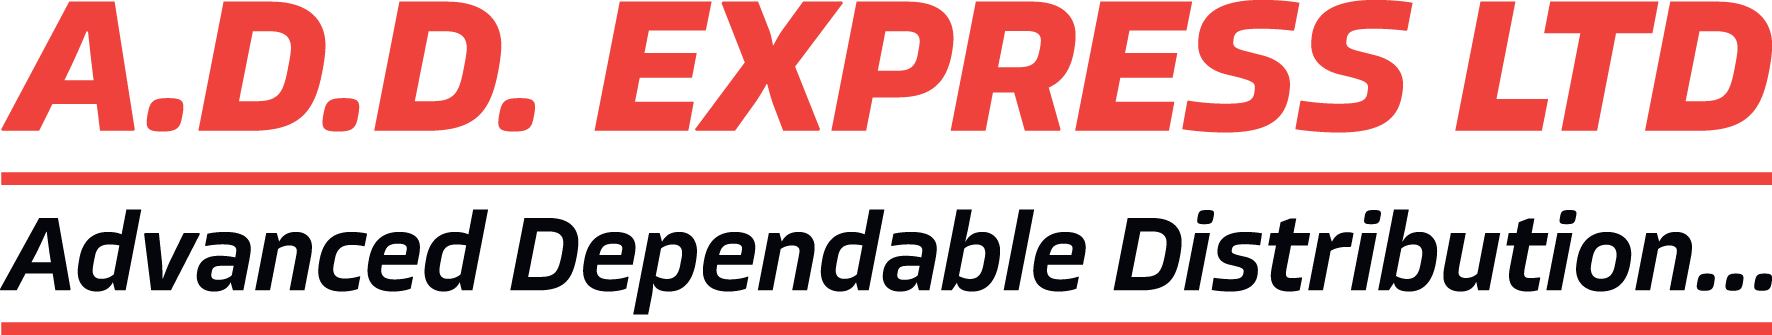 A.D.D. EXPRESS LTD
Advanced Dependable Distribution...